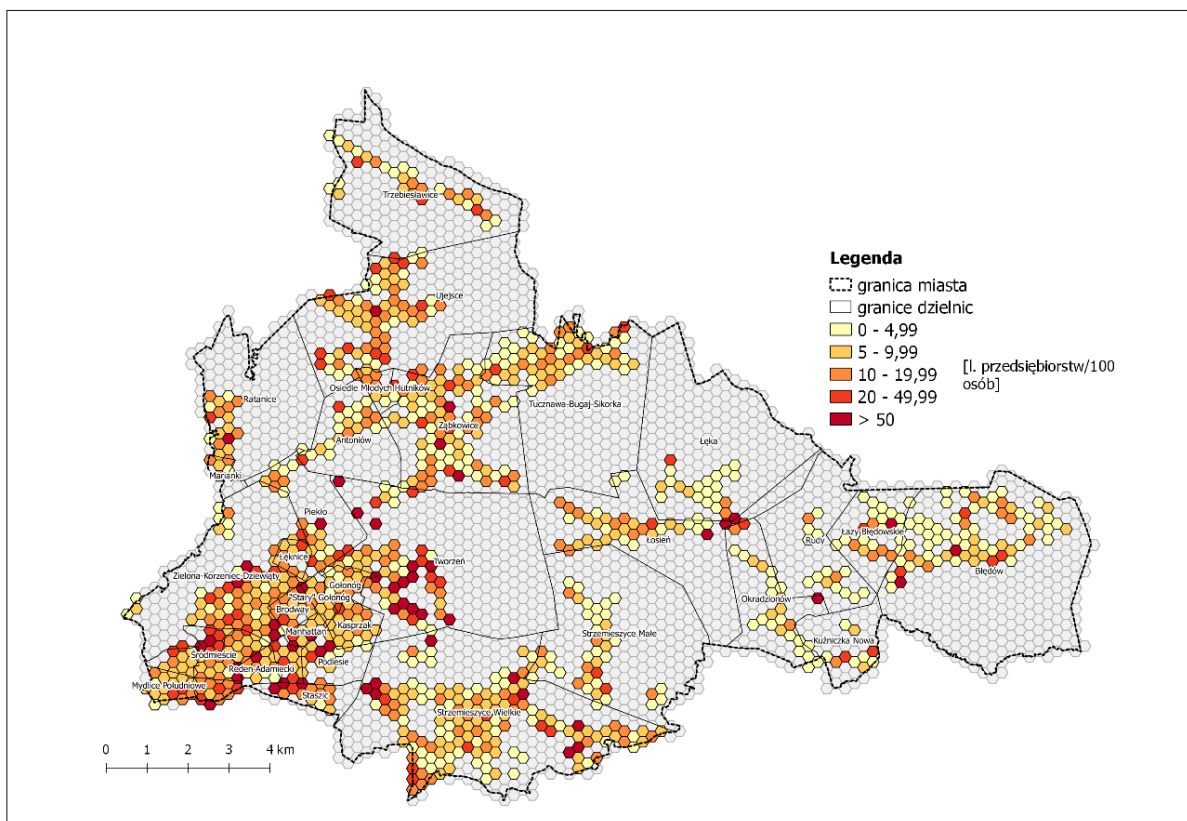 Trzebiesławice
Legenda
granica miasta
granice dzielnic
0 - 4,99
5 - 9,99
10 - 19,99
20 - 49,99
> 50
[l. przedsiębiorstw/100
osób]
Ujejsce
Osiedle Młodych Hutników
Ratanice
Tucznawa-Bugaj-Sikorka
Ząbkowice
Antoniów
Łęka
Marianki
Piekło
Łosień
Rudy
Łazy Błędowskie
Łęknice
Tworzeń
Błędów
Zielona-Korzeniec-Dziewiąty
Gołonóg
"Stary" Gołonóg
Okradzionów
Brodway
Kasprzak
Manhattan
Strzemieszyce Małe
Kuźniczka Nowa
Śródmieście
Podlesie
Reden-Adamiecki
Mydlice Południowe
Staszic
Strzemieszyce Wielkie
0 1 2 3 4 km